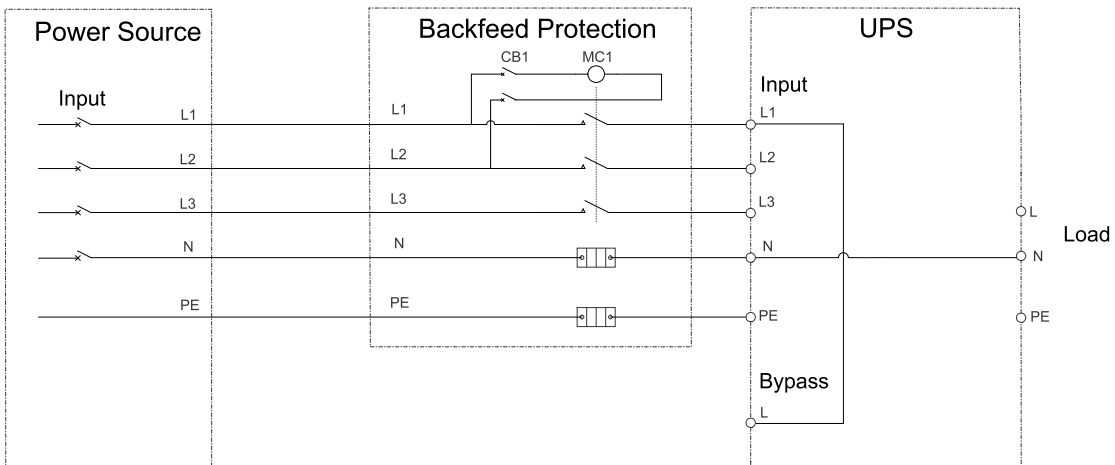 Power Source
Backfeed Protection
UPS
CB1 MC1
Input
Input
L1
L1
L1
L2
L2
L2
L3
L3
L3
L
Load
N
N
N
N
PE
PE
PE
PE
Bypass
L